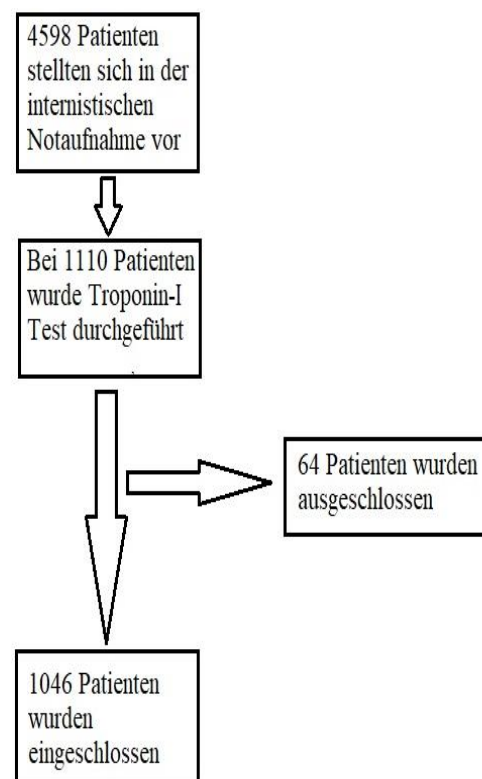 4598 Patienten
stellten sich in der
internistischen
Notaufnahme vor
Bei 1110 Patienten
wurde Troponin-I
Test durchgeführt
64 Patienten wurden
ausgeschlossen
1046 Patienten
wurden
eingeschlossen